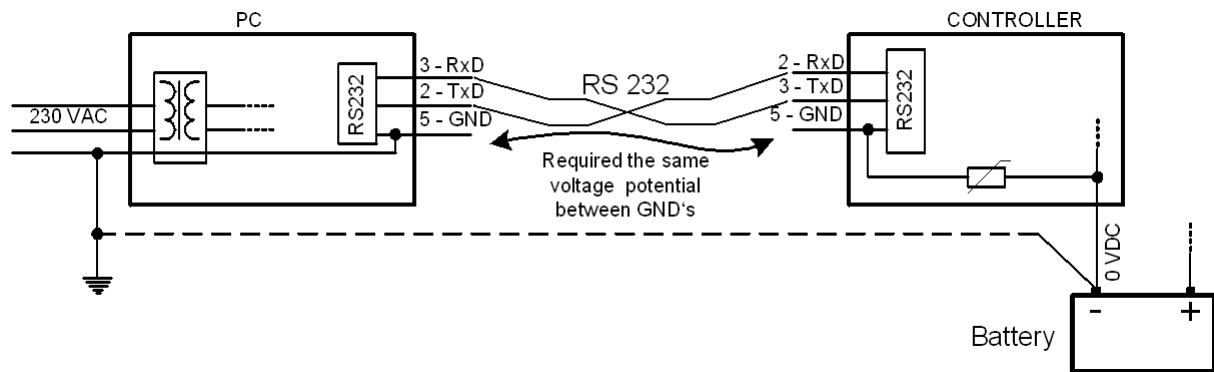 PC
CONTROLLER
3 - RxD
RS 232
2 - RxD
2 - TxD
3 - TxD
230 VAC
RS232
5 - GND
5 - GND
RS232
Required the same
voltage potential
between GND's
0 VDC
Battery
- +